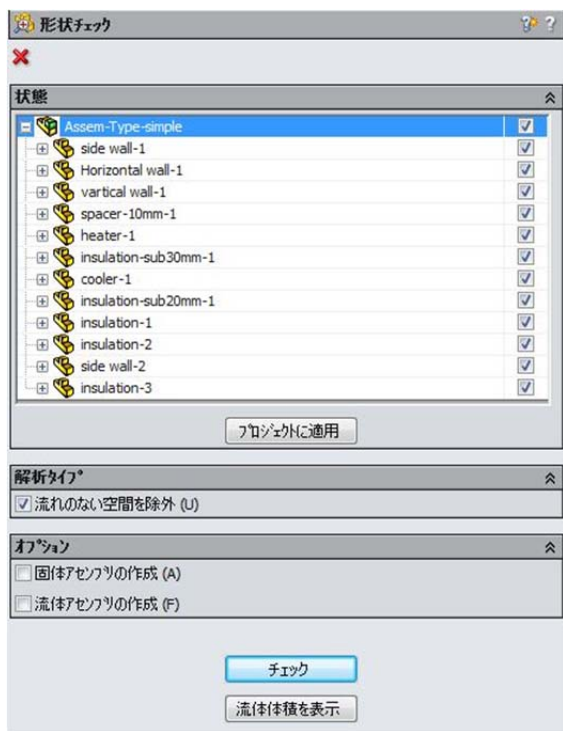 形状チェック
?
状態
Assem-Type-simple
side wall-1
Horizontal wall-1
vartical wall-1
spacer-10mm-1
heater-1
insulation-sub30mm-1
cooler-1
insulation-sub20mm-1
insulation-1
insulation-2
side wall-2
insulation-3
プロジェクトに適用
解析タイプ
流れのない空間を除外 (U)
オプション
固体アセンブリの作成 (A)
流体アセンブリの作成 (F)
チェック
流体体積を表示